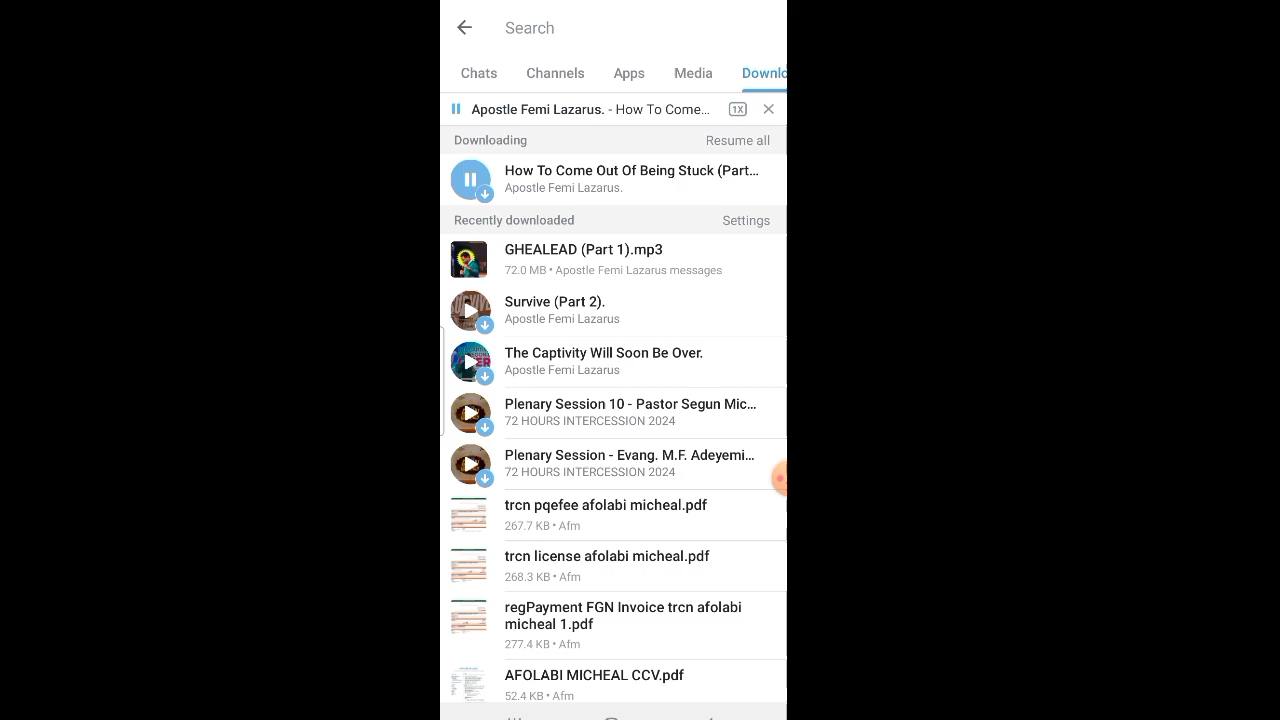 Search
Chats Channels Apps Media Downlo
Apostle Femi Lazarus. - How To Come... 1X
Downloading Resume all
How To Come Out Of Being Stuck (Part...
Apostle Femi Lazarus.
Recently downloaded Settings
GHEALEAD (Part 1).mp3
72.0 MB • Apostle Femi Lazarus messages
Survive (Part 2).
Apostle Femi Lazarus
The Captivity Will Soon Be Over.
Apostle Femi Lazarus
Plenary Session 10 - Pastor Segun Mic...
72 HOURS INTERCESSION 2024
Plenary Session - Evang. M.F. Adeyemi...
72 HOURS INTERCESSION 2024
trcn pqefee afolabi micheal.pdf
267.7 KB • Afm
trcn license afolabi micheal.pdf
268.3 KB • Afm
regPayment FGN Invoice trcn afolabi
micheal 1.pdf
277.4 KB • Afm
AFOLABI MICHEAL CCV.pdf
52.4 KB • Afm